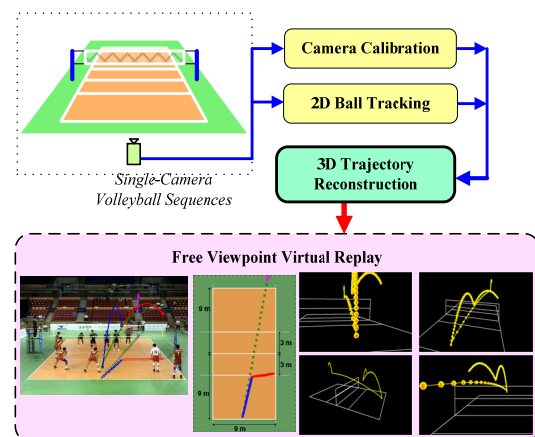 Camera Calibration
2D Ball Tracking
Single-Camera
Volleyball Sequences
3D Trajectory
Reconstruction
Free Viewpoint Virtual Replay
9 m
3 m
3 m
9 m
9 m